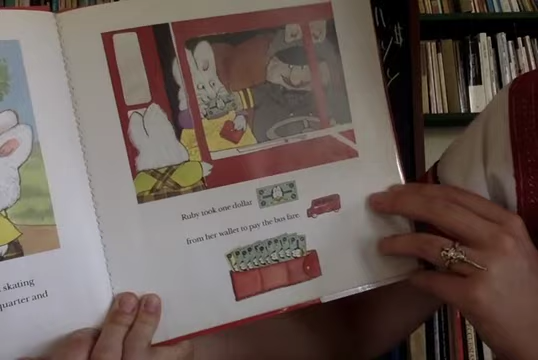 skating
quarter and
Ruby took one dollar
from her wallet to pay the bus fare.